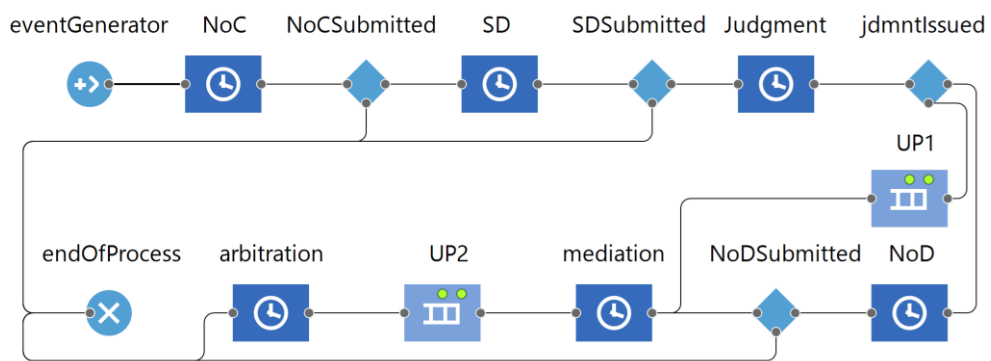 eventGenerator NoC NoCSubmitted SD SDSubmitted Judgment jdmntIssued
UP1
endOfProcess arbitration UP2 mediation NoDSubmitted NoD